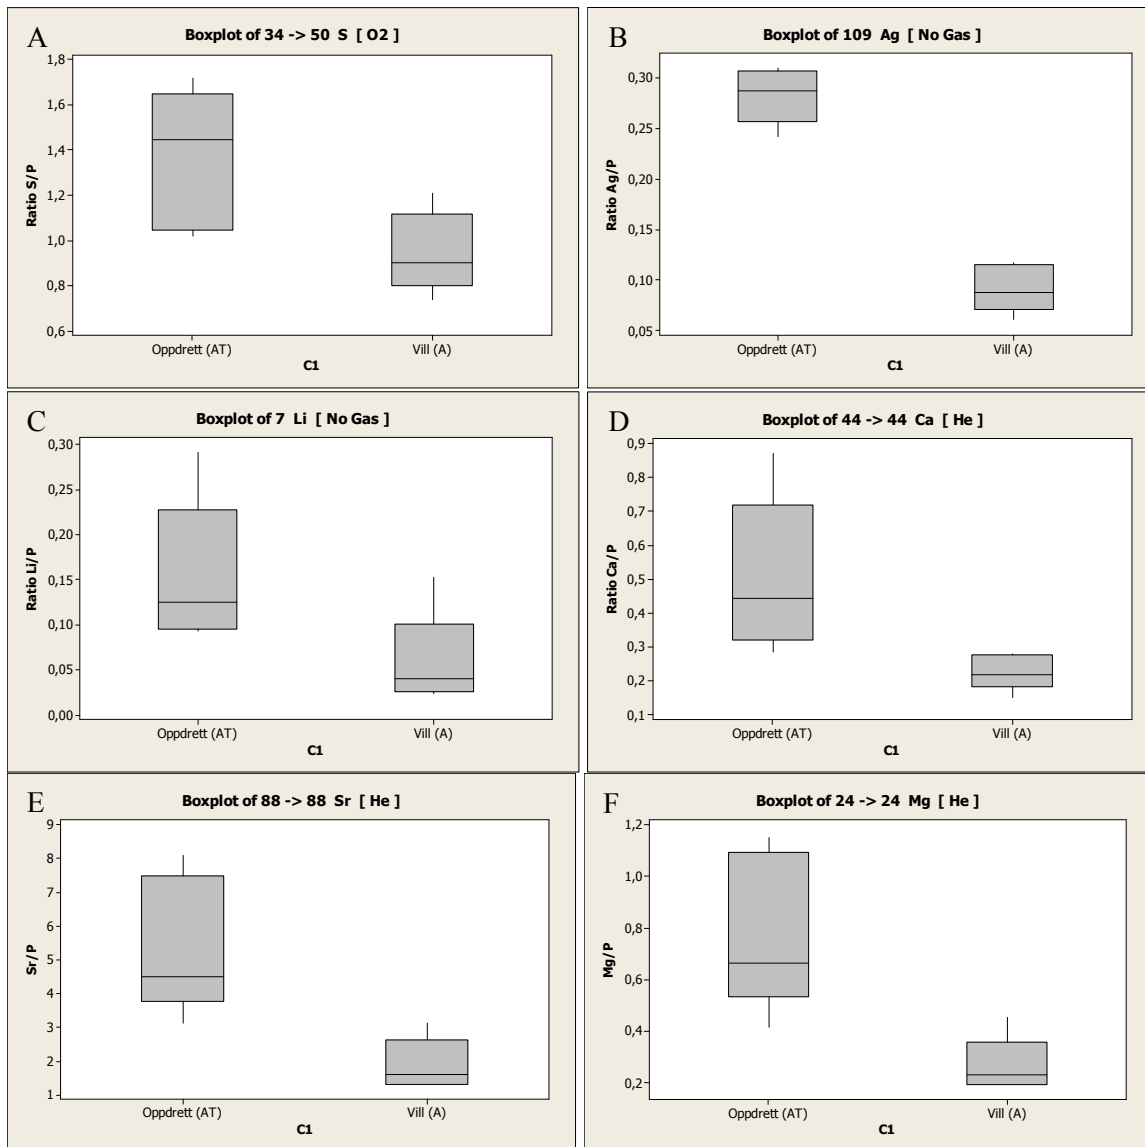 A
Boxplot of 34 -> 50 S [ O2 ]
1,8
1,6
1,4
1,2
1,0
0,8
0,6
Ratio S/P
Oppdrett (AT) Vill (A)
C1
B
Boxplot of 109 Ag [ No Gas ]
0,30
0,25
0,20
0,15
0,10
0,05
Ratio Ag/P
Oppdrett (AT) Vill (A)
C1
C
Boxplot of 7 Li [ No Gas ]
0,30
0,25
0,20
0,15
0,10
0,05
0,00
Ratio Li/P
Oppdrett (AT) Vill (A)
C1
D
Boxplot of 44 -> 44 Ca [ He ]
0,9
0,8
0,7
0,6
0,5
0,4
0,3
0,2
0,1
Ratio Ca/P
Oppdrett (AT) Vill (A)
C1
E
Boxplot of 88 -> 88 Sr [ He ]
9
8
7
6
5
4
3
2
1
Sr/P
Oppdrett (AT) Vill (A)
C1
F
Boxplot of 24 -> 24 Mg [ He ]
1,2
1,0
0,8
0,6
0,4
0,2
Mg/P
Oppdrett (AT) Vill (A)
C1